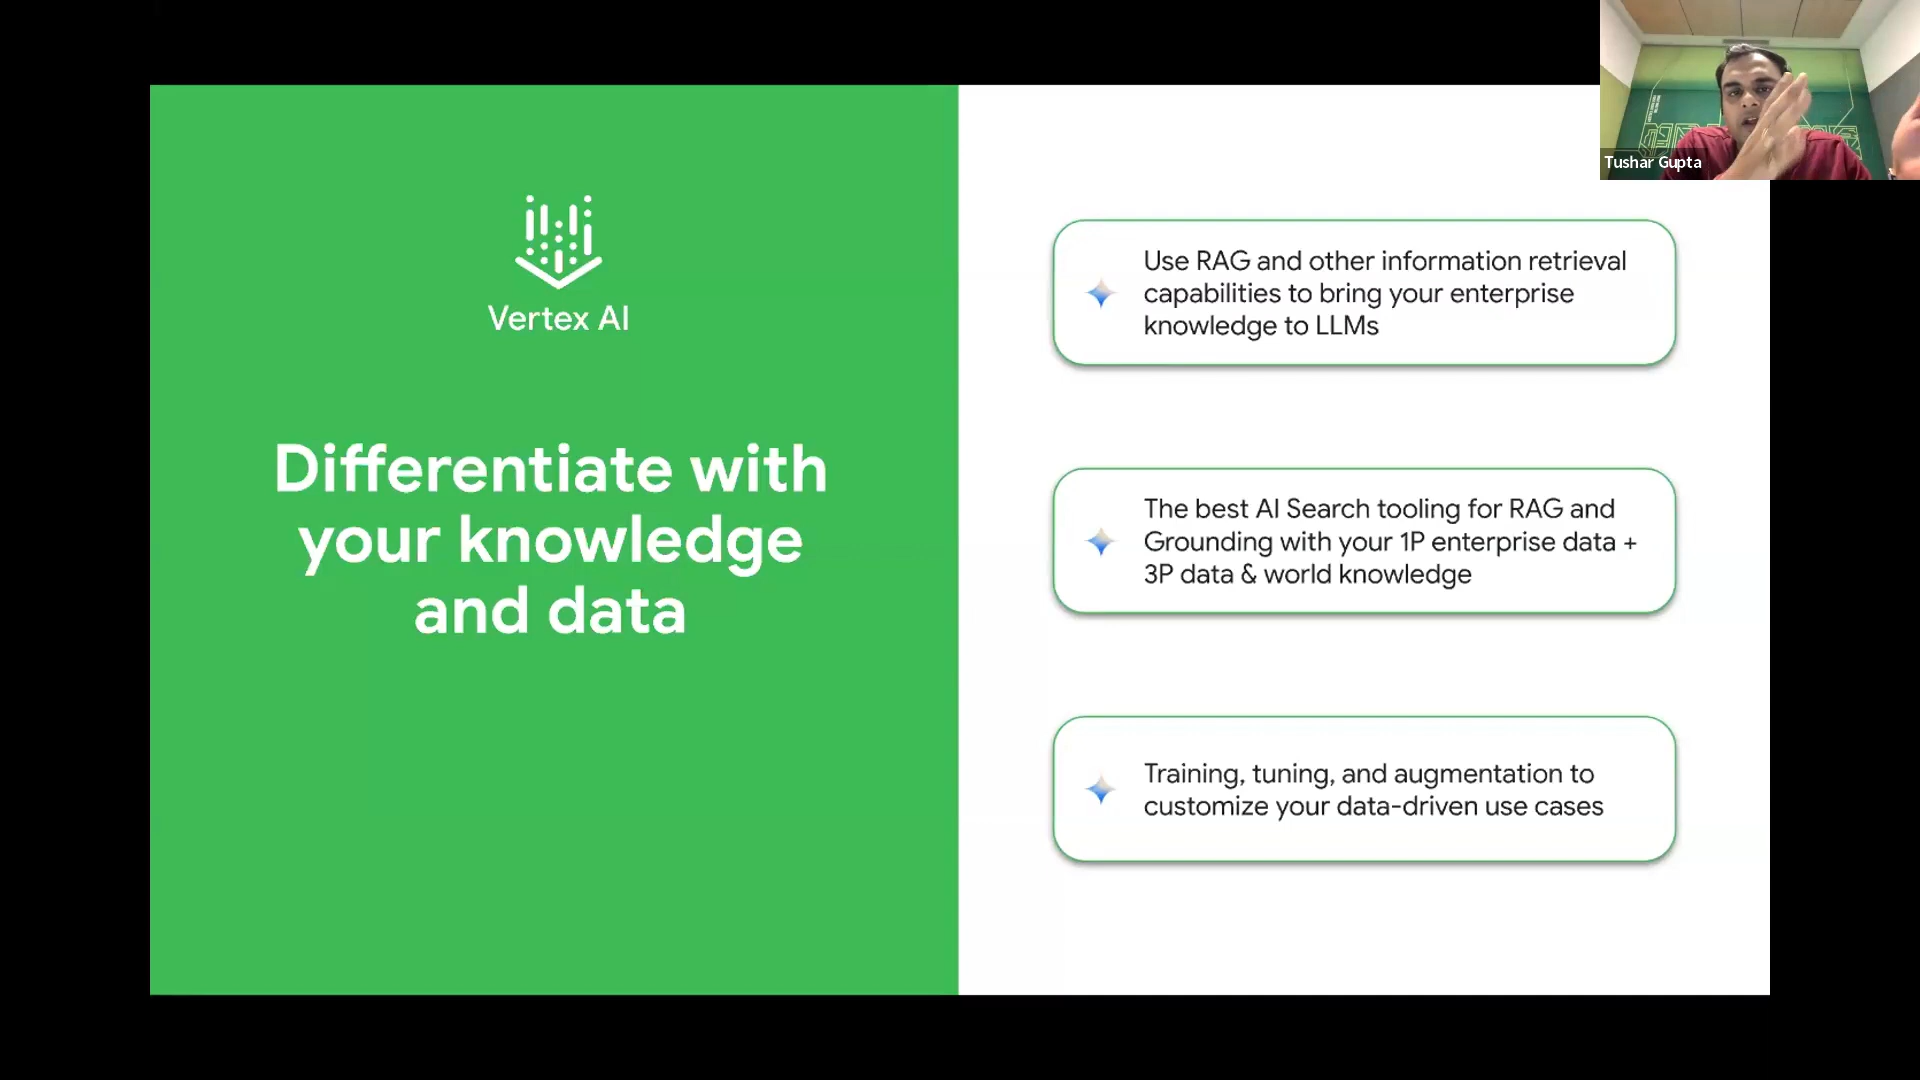 Vertex AI
Differentiate with
your knowledge
and data
Use RAG and other information retrieval
capabilities to bring your enterprise
knowledge to LLMs
The best AI Search tooling for RAG and
Grounding with your 1P enterprise data +
3P data & world knowledge
Training, tuning, and augmentation to
customize your data-driven use cases
Tushar Gupta